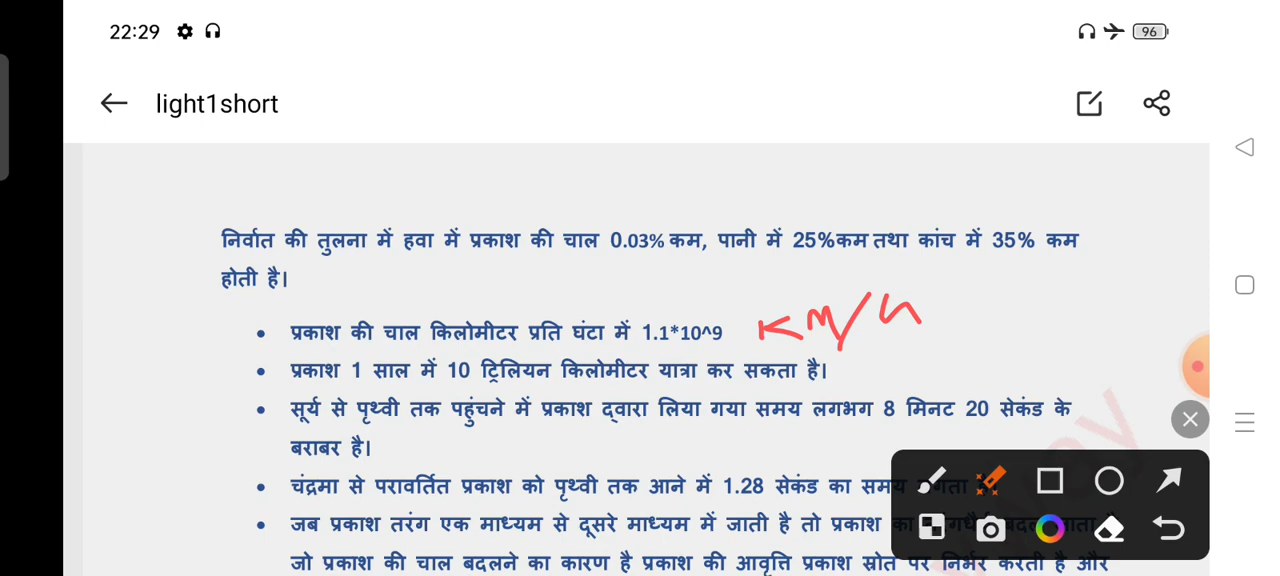 22:29
96
light1short
निर्वात की तुलना में हवा में प्रकाश की चाल 0.03% कम, पानी में 25%कम तथा कांच में 35% कम
होती है।
• प्रकाश की चाल किलोमीटर प्रति घंटा में 1.1*10^9 KM/h
• प्रकाश 1 साल में 10 ट्रिलियन किलोमीटर यात्रा कर सकता है।
• सूर्य से पृथ्वी तक पहुंचने में प्रकाश द्वारा लिया गया समय लगभग 8 मिनट 20 सेकंड के
बराबर है।
• चंद्रमा से परावर्तित प्रकाश को पृथ्वी तक आने में 1.28 सेकंड का समय लगता है।
• जब प्रकाश तरंग एक माध्यम से दूसरे माध्यम में जाती है तो प्रकाश का
जो प्रकाश की चाल बदलने का कारण है प्रकाश की आवृत्ति प्रकाश स्रोत पर निर्भर करती है और